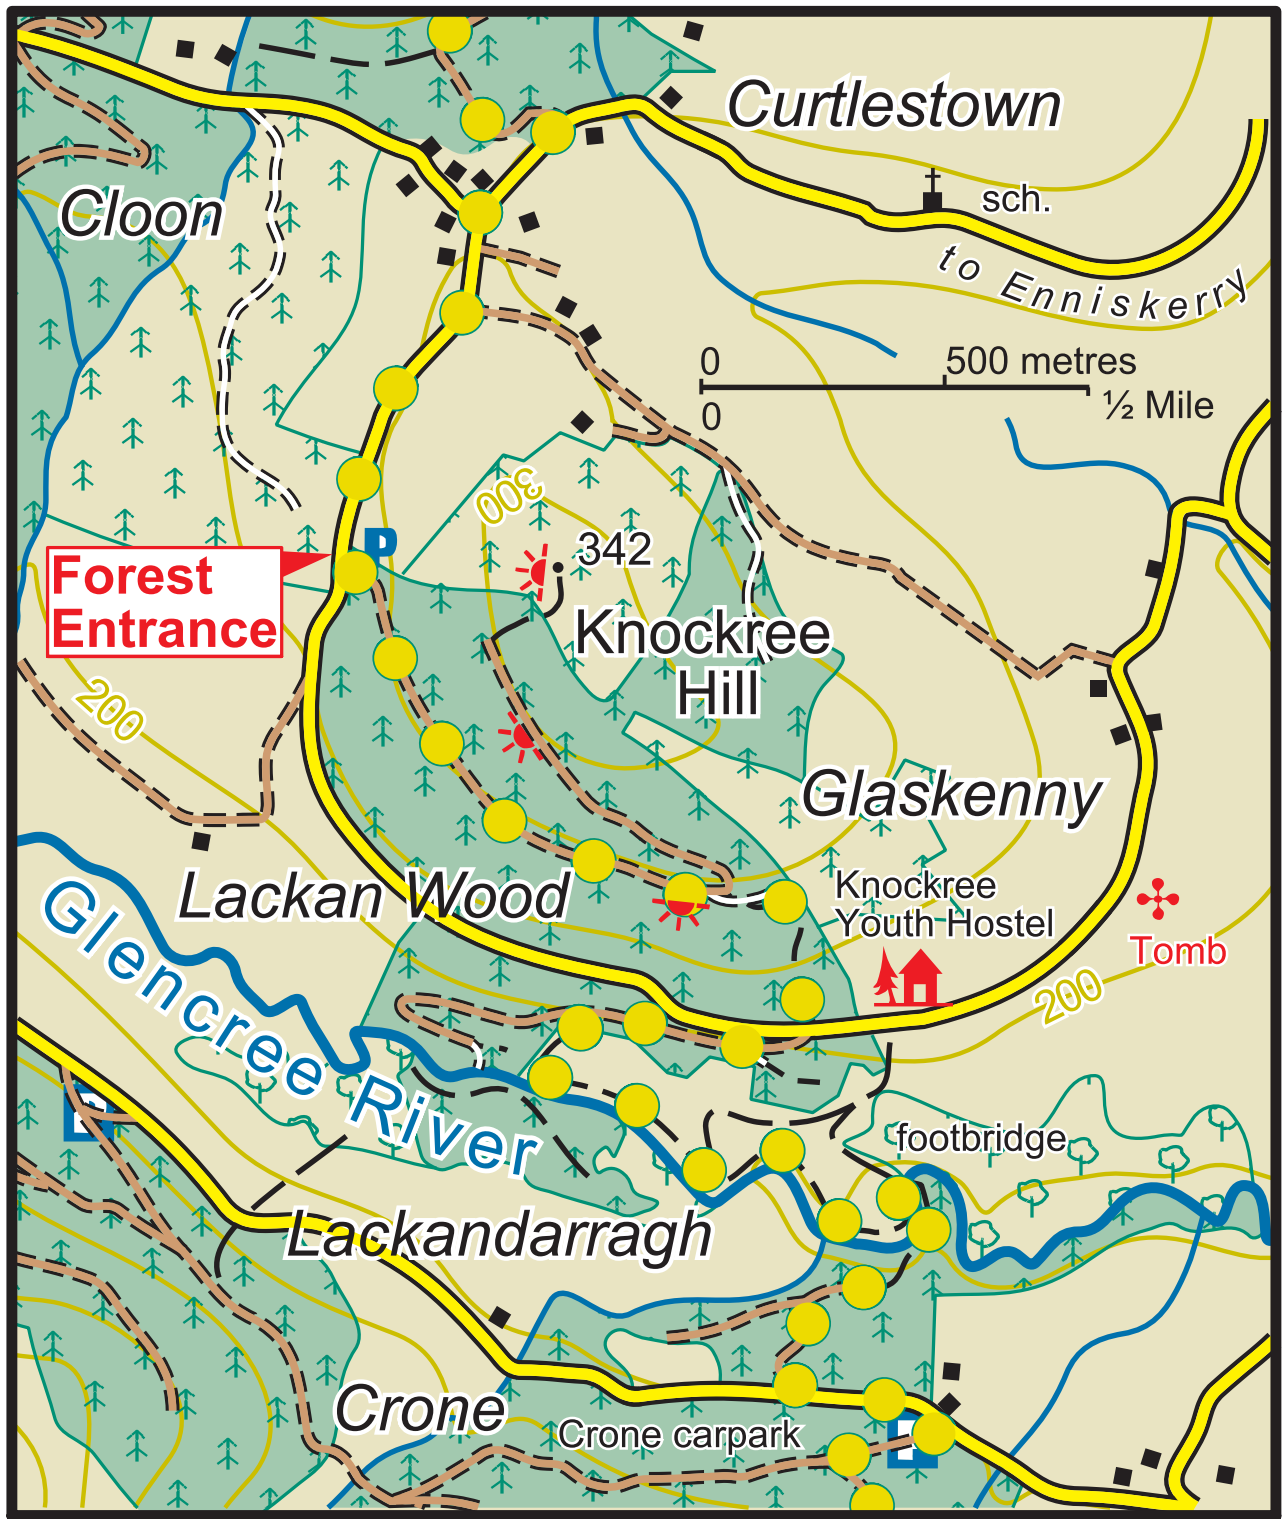 Curtlestown
Cloon
sch.
to Enniskerry
0
500 metres
0
½ Mile
300
P
342
Forest
Entrance
Knockree
Hill
200
Glaskenny
Knockree
Youth Hostel
Lackan Wood
Tomb
200
Glencree River
footbridge
Lackandarragh
Crone
Crone carpark